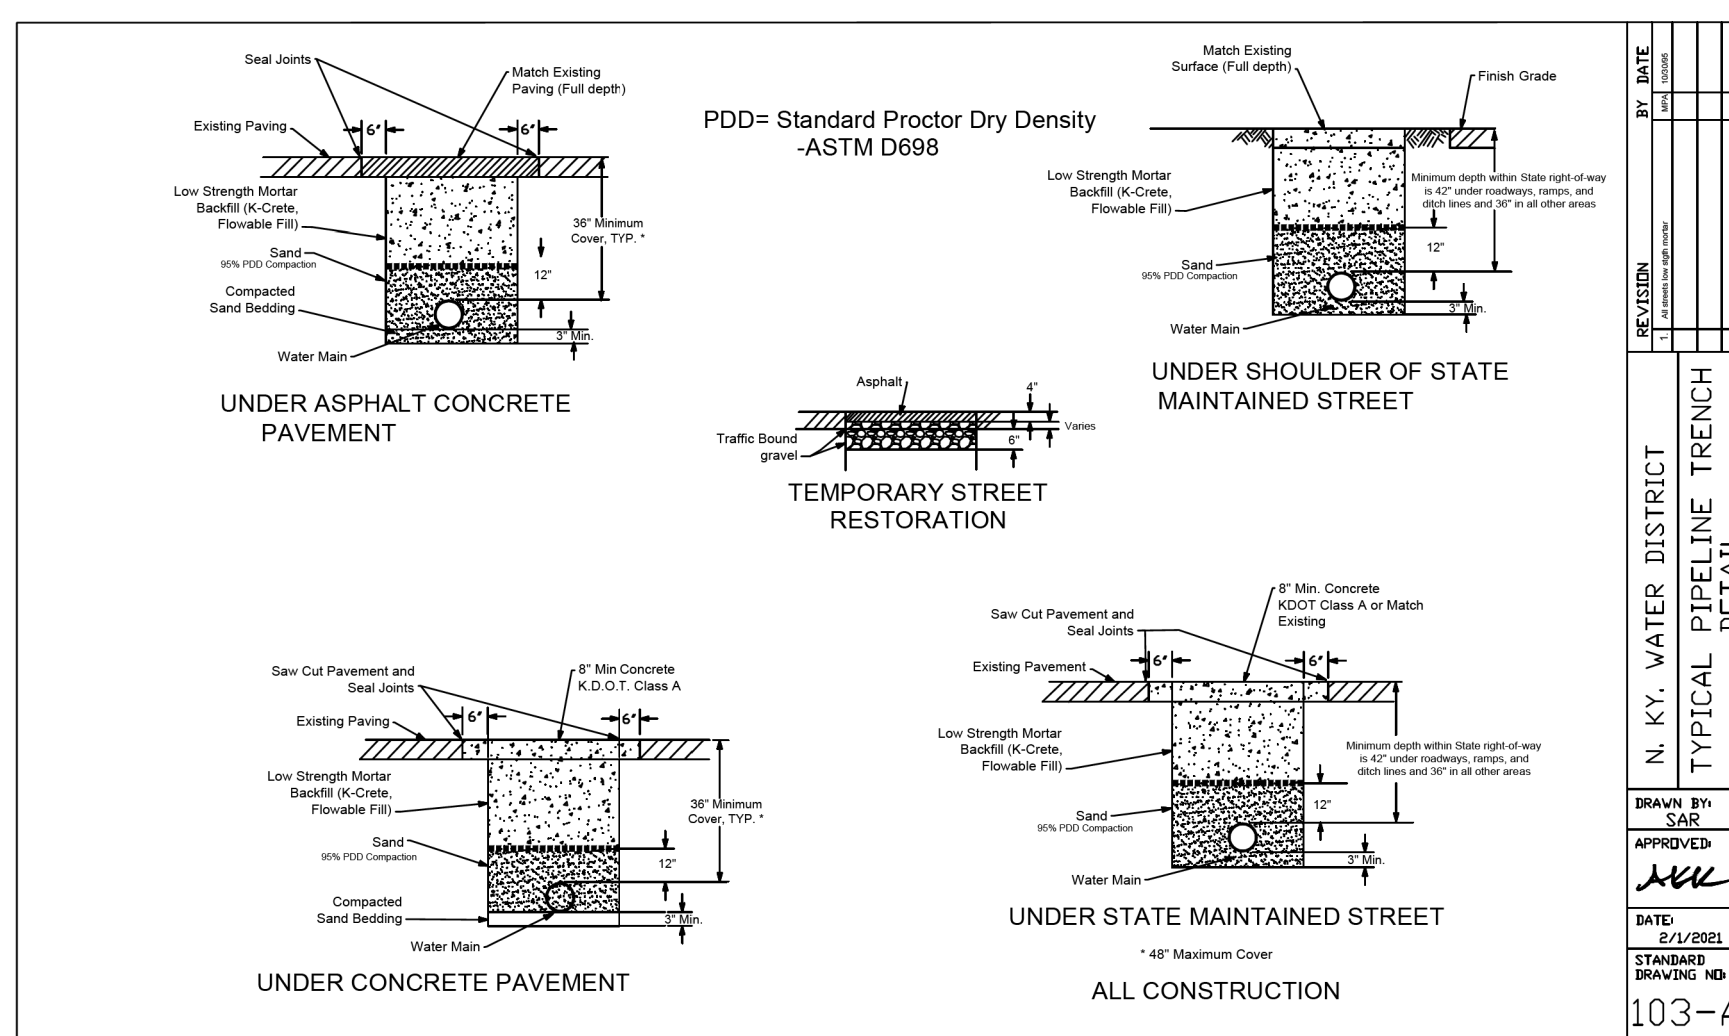 Seal Joints
Match Existing
Paving (Full depth)
Existing Paving
6"
6"
Low Strength Mortar
Backfill (K-Crete,
Flowable Fill)
Sand
95% PDD Compaction
Compacted
Sand Bedding
Water Main
36" Minimum
Cover, TYP. *
12"
3" Min.
UNDER ASPHALT CONCRETE
PAVEMENT
PDD= Standard Proctor Dry Density
-ASTM D698
Match Existing
Surface (Full depth)
Finish Grade
Low Strength Mortar
Backfill (K-Crete,
Flowable Fill)
Minimum depth within State right-of-way
is 42" under roadways, ramps, and
ditch lines and 36" in all other areas
12"
Sand
95% PDD Compaction
3" Min.
Water Main
UNDER SHOULDER OF STATE
MAINTAINED STREET
Asphalt
4"
Varies
Traffic Bound
gravel
6"
TEMPORARY STREET
RESTORATION
Saw Cut Pavement and
Seal Joints
8" Min Concrete
K.D.O.T. Class A
Existing Paving
6"
6"
Low Strength Mortar
Backfill (K-Crete,
Flowable Fill)
36" Minimum
Cover, TYP. *
Sand
95% PDD Compaction
12"
Compacted
Sand Bedding
3" Min.
Water Main
UNDER CONCRETE PAVEMENT
8" Min. Concrete
KDOT Class A or Match
Existing
Saw Cut Pavement and
Seal Joints
Existing Pavement
6"
6"
Low Strength Mortar
Backfill (K-Crete,
Flowable Fill)
Minimum depth within State right-of-way
is 42" under roadways, ramps, and
ditch lines and 36" in all other areas
12"
Sand
95% PDD Compaction
3" Min.
Water Main
UNDER STATE MAINTAINED STREET
* 48" Maximum Cover
ALL CONSTRUCTION
REVISION BY DATE
1. All streets low stgth mortar MPA 10/30/95
N. KY. WATER DISTRICT
TYPICAL PIPELINE TRENCH
DETAIL
DRAWN BY:
SAR
APPROVED:
DATE:
2/1/2021
STANDARD
DRAWING NO:
103-A